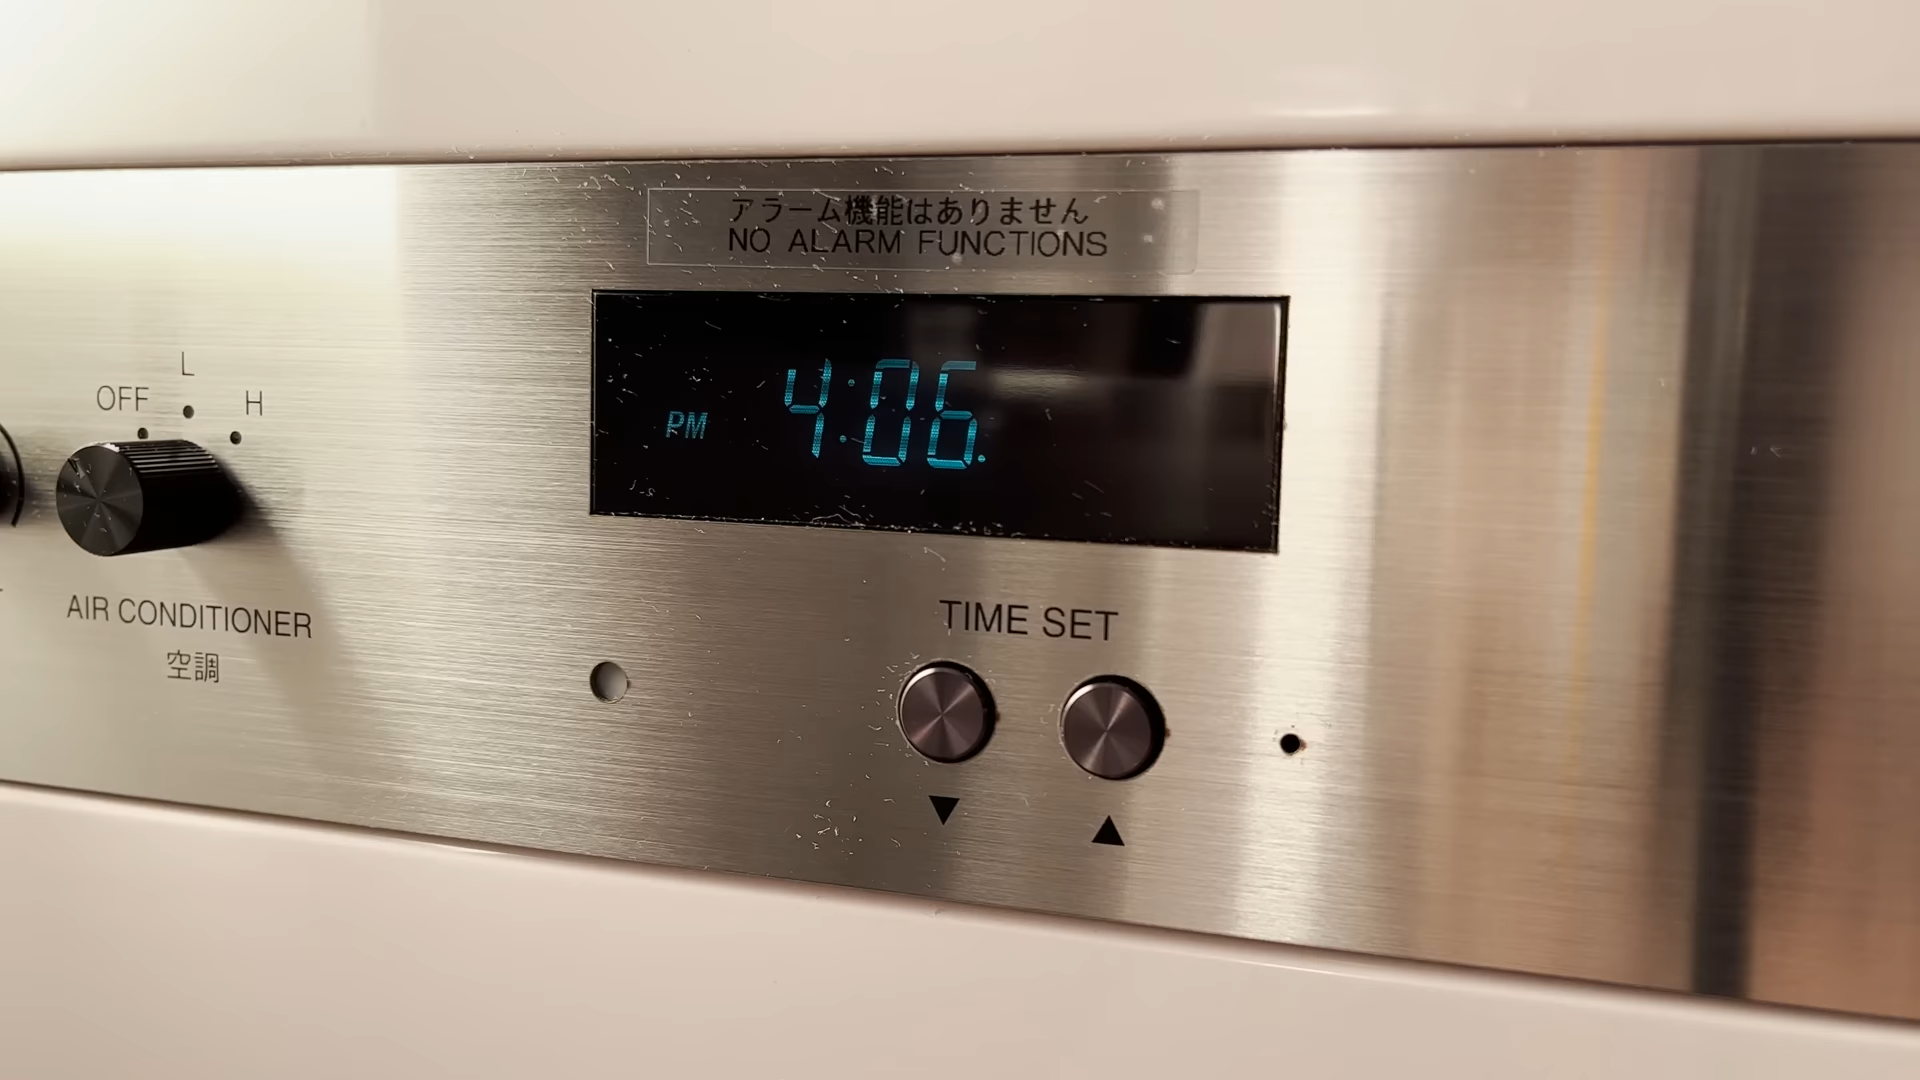 アラーム機能はありません
NO ALARM FUNCTIONS
L
OFF
H
PM 4:06
AIR CONDITIONER
空調
TIME SET
▼
▲